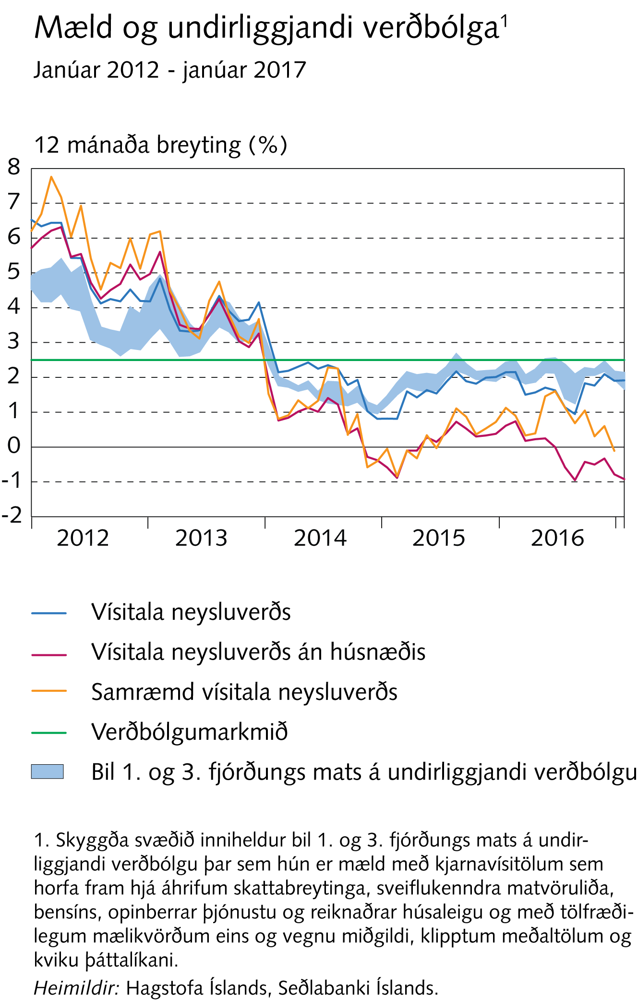 Mæld og undirliggjandi verðbólga¹
Janúar 2012 - janúar 2017
12 mánaða breyting (%)
8
7
6
5
4
3
2
1
0
-1
-2
2012 2013 2014 2015 2016
Vísitala neysluverðs
Vísitala neysluverðs án húsnæðis
Samræmd vísitala neysluverðs
Verðbólgumarkmið
Bil 1. og 3. fjórðungs mats á undirliggjandi verðbólgu
1. Skyggða svæðið inniheldur bil 1. og 3. fjórðungs mats á undir-
liggjandi verðbólgu þar sem hún er mæld með kjarnavísitölum sem
horfa fram hjá áhrifum skattabreytinga, sveiflukenndra matvöruliða,
bensíns, opinberrar þjónustu og reiknaðrar húsaleigu og með tölfræði-
legum mælikvörðum eins og vegnu miðgildi, klipptum meðaltölum og
kviku þáttalíkani.
Heimildir: Hagstofa Íslands, Seðlabanki Íslands.